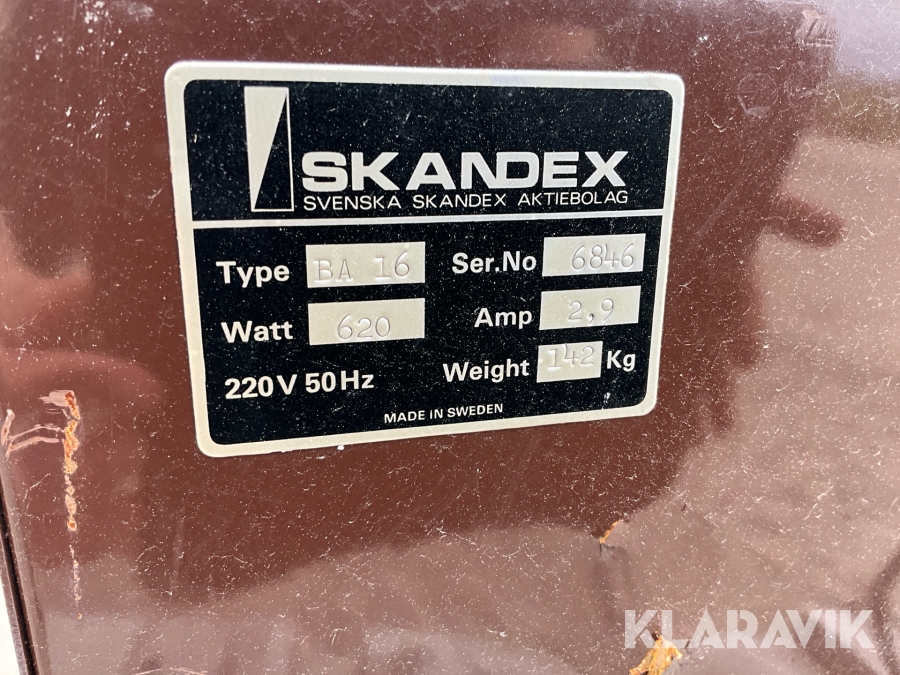 SKANDEX
SVENSKA SKANDEX AKTIEBOLAG
Type BA 16 Ser.No 6846
Watt 620 Amp 2,9
220V 50Hz Weight 142 Kg
MADE IN SWEDEN
KLARAVIK